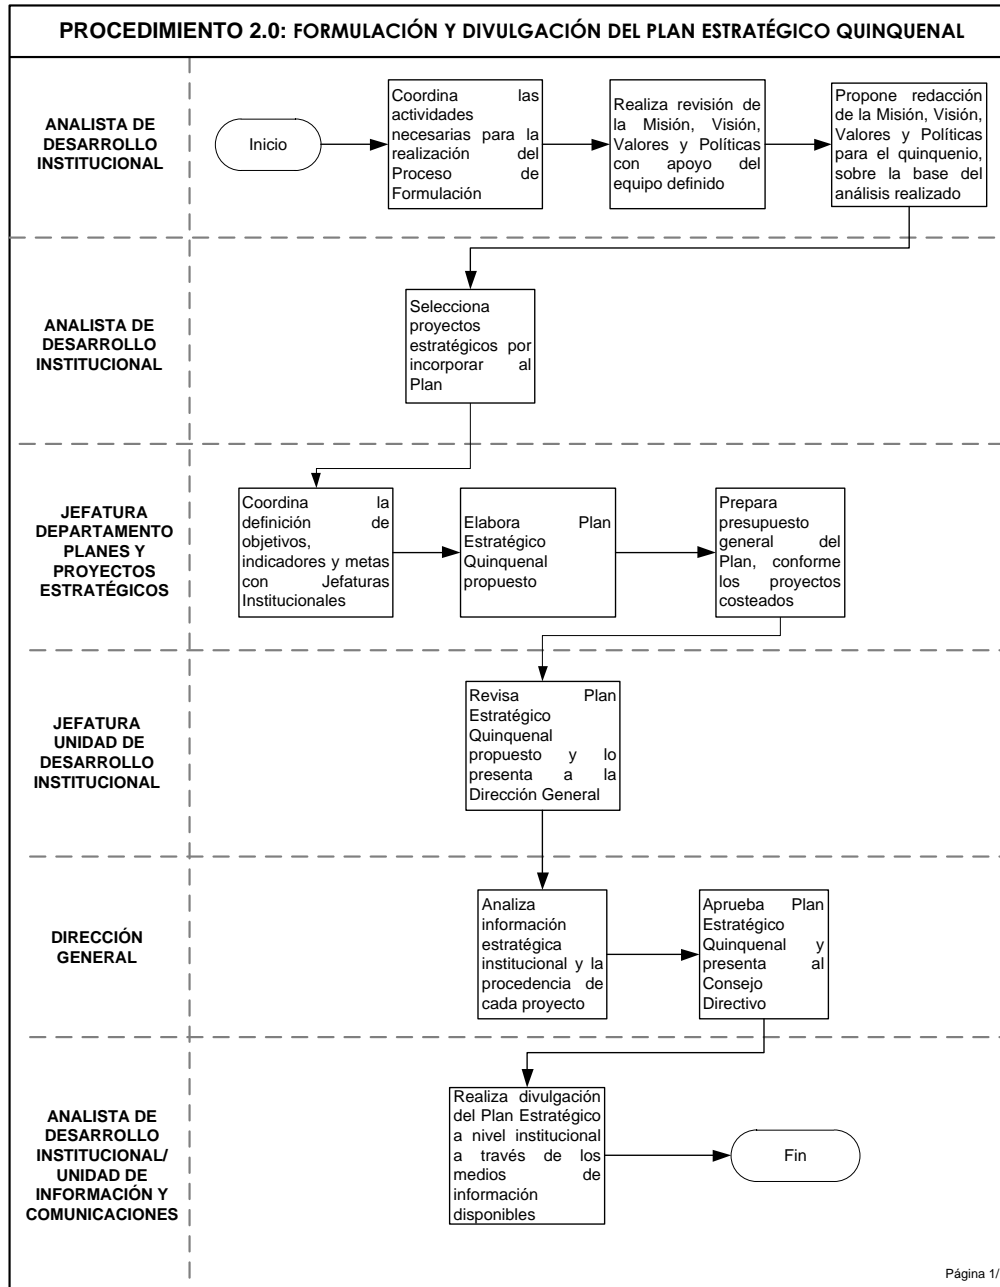 PROCEDIMIENTO 2.0: FORMULACIÓN Y DIVULGACIÓN DEL PLAN ESTRATÉGICO QUINQUENAL
ANALISTA DE
DESARROLLO
INSTITUCIONAL
Inicio
Coordina las
actividades
necesarias para la
realización del
Proceso de
Formulación
Realiza revisión de
la Misión, Visión,
Valores y Políticas
con apoyo del
equipo definido
Propone redacción
de la Misión, Visión,
Valores y Políticas
para el quinquenio,
sobre la base del
análisis realizado
ANALISTA DE
DESARROLLO
INSTITUCIONAL
Selecciona
proyectos
estratégicos por
incorporar al
Plan
JEFATURA
DEPARTAMENTO
PLANES Y
PROYECTOS
ESTRATÉGICOS
Coordina la
definición de
objetivos,
indicadores y metas
con Jefaturas
Institucionales
Elabora Plan
Estratégico
Quinquenal
propuesto
Prepara
presupuesto
general del
Plan, conforme
los proyectos
costeados
JEFATURA
UNIDAD DE
DESARROLLO
INSTITUCIONAL
Revisa Plan
Estratégico
Quinquenal
propuesto y lo
presenta a la
Dirección General
DIRECCIÓN
GENERAL
Analiza
información
estratégica
institucional y la
procedencia de
cada proyecto
Aprueba Plan
Estratégico
Quinquenal y
presenta al
Consejo
Directivo
ANALISTA DE
DESARROLLO
INSTITUCIONAL/
UNIDAD DE
INFORMACIÓN Y
COMUNICACIONES
Realiza divulgación
del Plan Estratégico
a nivel institucional
a través de los
medios de
información
disponibles
Fin
Página 1/